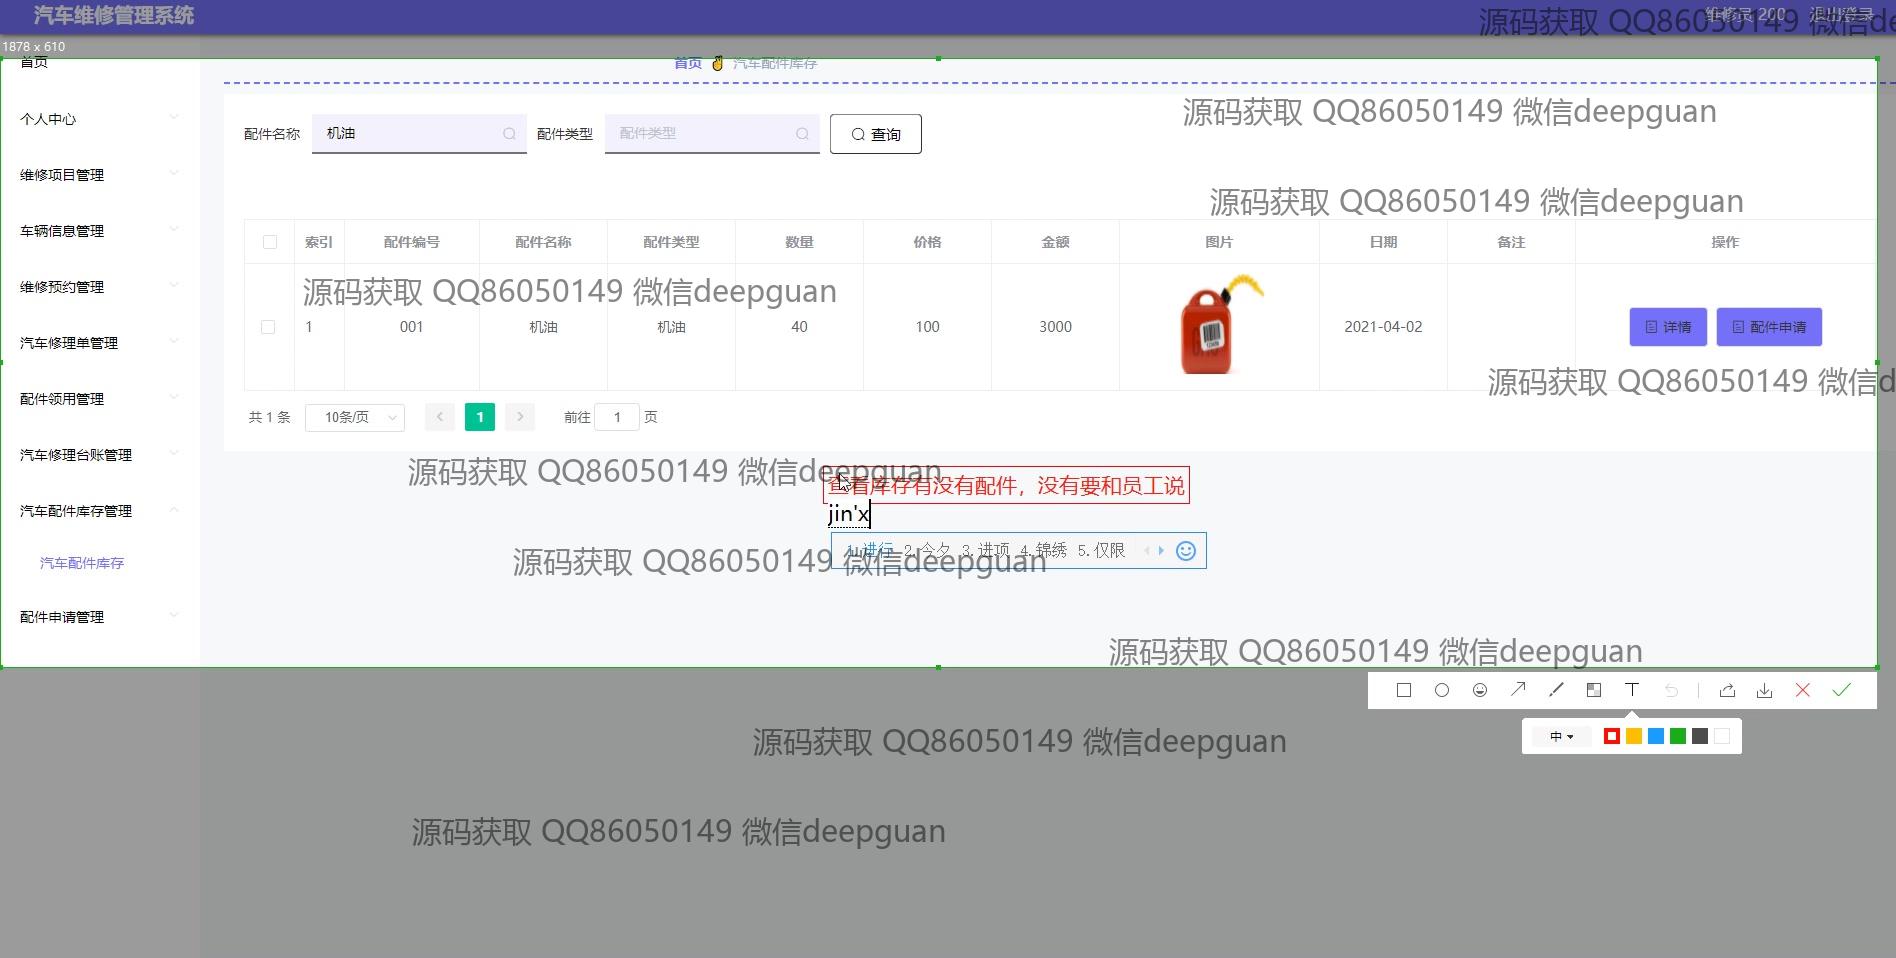 汽车维修管理系统
维修员 200 退出登录
源码获取 QQ86050149 微信dee
1878 x 610
首页
首页 汽车配件库存
个人中心
源码获取 QQ86050149 微信deepguan
配件名称 机油 配件类型 配件类型 查询
维修项目管理
源码获取 QQ86050149 微信deepguan
车辆信息管理
索引 配件编号 配件名称 配件类型 数量 价格 金额 图片 日期 备注 操作
维修预约管理
源码获取 QQ86050149 微信deepguan
1 001 机油 机油 40 100 3000 2021-04-02 详情 配件申请
汽车修理单管理
源码获取 QQ86050149 微信d
配件领用管理
共 1 条 10条/页 1 前往 1 页
汽车修理台账管理
源码获取 QQ86050149 微信deepguan
查看库存有没有配件，没有要和员工说
汽车配件库存管理
jin'x
1.进行 2.今夕 3.进项 4.锦绣 5.仅限
源码获取 QQ86050149 微信deepguan
汽车配件库存
配件申请管理
源码获取 QQ86050149 微信deepguan
T
中
源码获取 QQ86050149 微信deepguan
源码获取 QQ86050149 微信deepguan